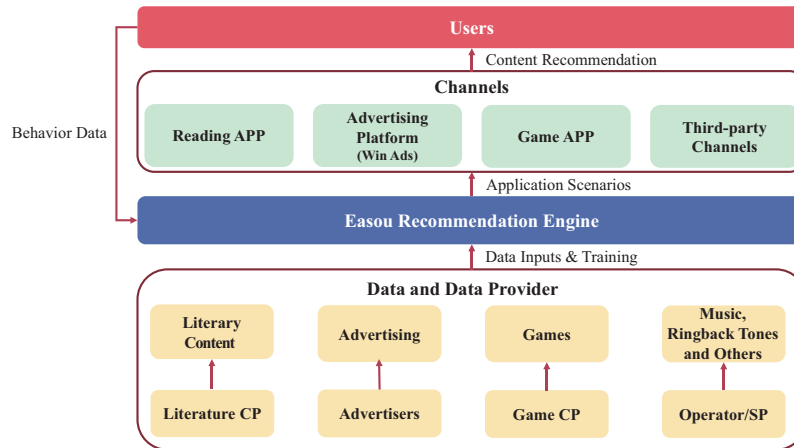 Users
Content Recommendation
Channels
Behavior Data
Reading APP
Advertising
Platform
(Win Ads)
Game APP
Third-party
Channels
Application Scenarios
Easou Recommendation Engine
Data Inputs & Training
Data and Data Provider
Literary
Content
Advertising
Games
Music,
Ringback Tones
and Others
Literature CP
Advertisers
Game CP
Operator/SP